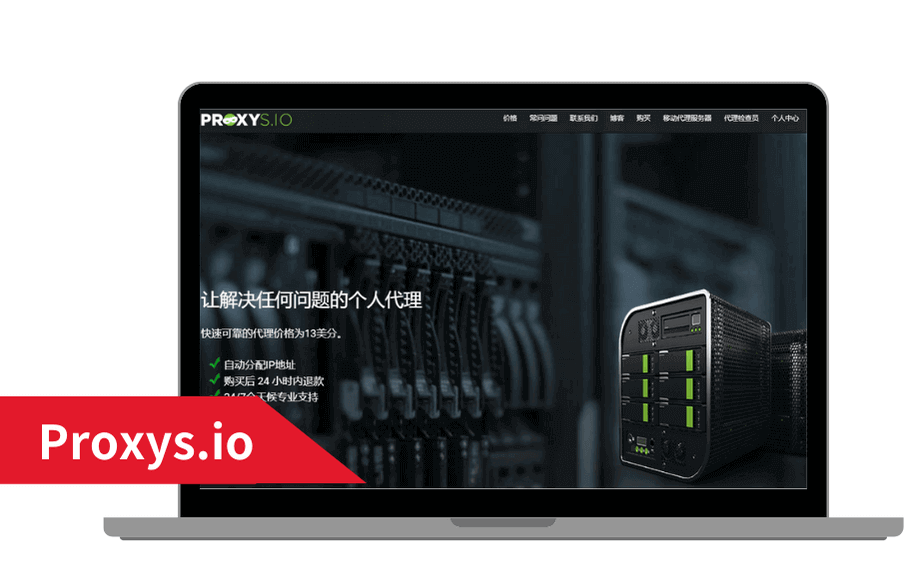 PROXYS.IO
价格 常问问题 联系我们 博客 购买 移动代理服务器 代理检查员 个人中心
让解决任何问题的个人代理
快速可靠的代理价格为13美分。
自动分配IP地址
购买后 24 小时内退款
24/7全天候专业支持
Proxys.io